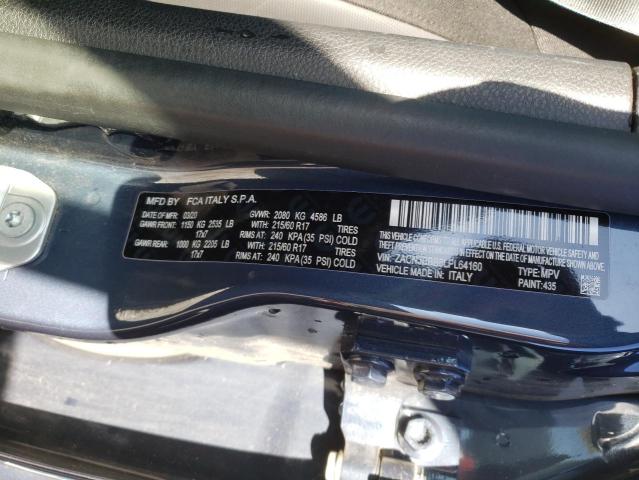 MFD BY FCA ITALY S.P.A.
DATE OF MFR: 03/20 GVWR: 2080 KG 4586 LB
GAWR FRONT: 1150 KG 2535 LB WITH: 215/60 R17 TIRES
17x7 RIMS AT: 240 KPA(35 PSI) COLD
GAWR REAR: 1000 KG 2205 LB WITH: 215/60 R17 TIRES
17x7 RIMS AT: 240 KPA(35 PSI) COLD
THIS VEHICLE CONFORMS TO ALL APPLICABLE U.S. FEDERAL MOTOR
VEHICLE SAFETY, BUMPER, AND THEFT PREVENTION STANDARDS IN EFFECT
ON THE DATE OF MANUFACTURE SHOWN ABOVE.
VIN:
VEHICLE MADE IN: ITALY TYPE: MPV
PAINT: 435